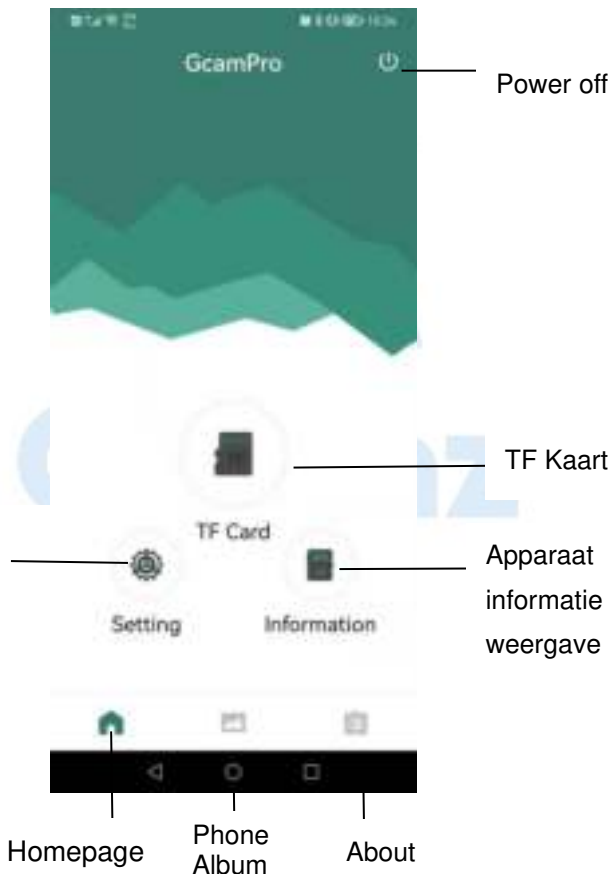 GcamPro
Power off
TF Kaart
TF Card
Apparaat
informatie
weergave
Setting
Information
Homepage
Phone
Album
About